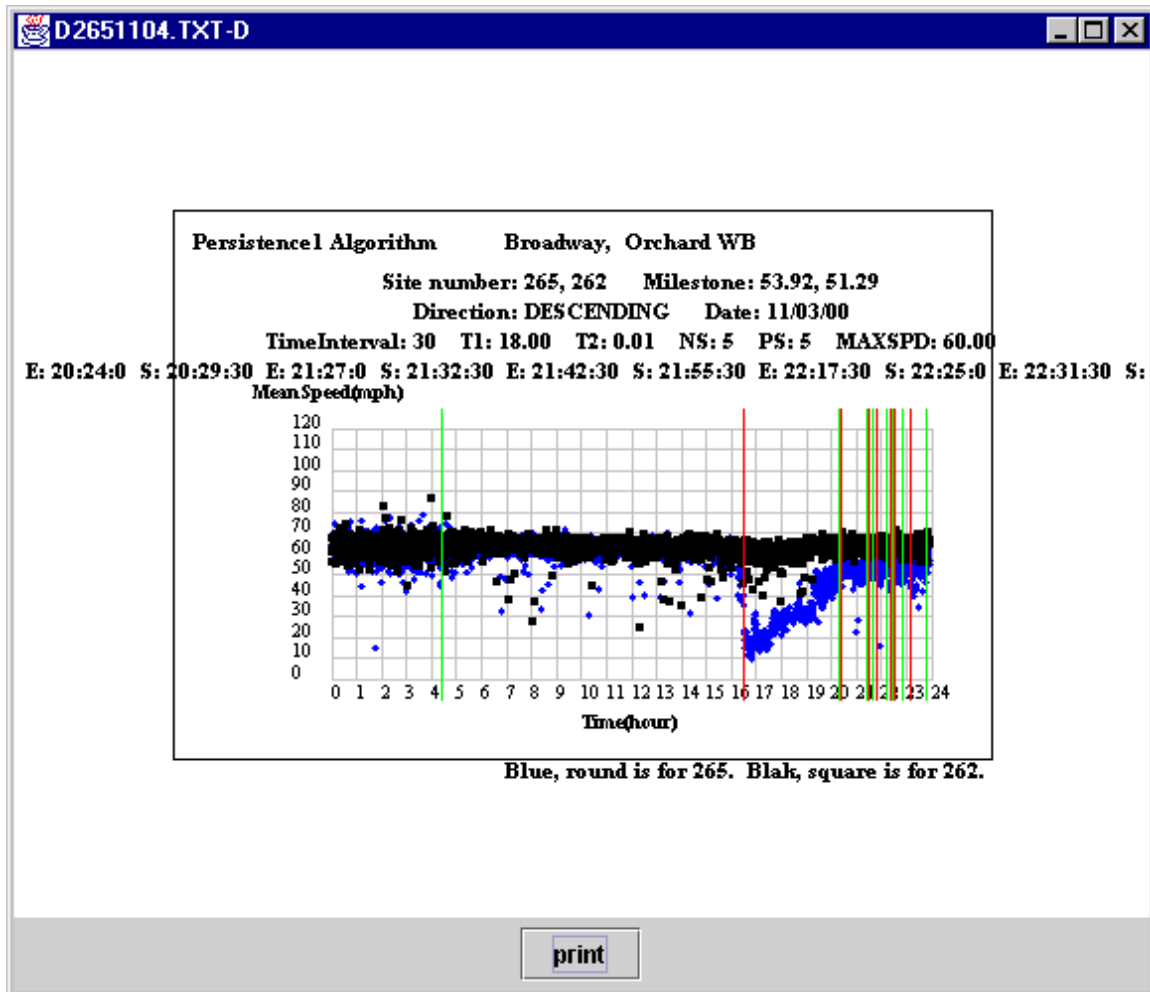 D2651104.TXT-D
Persistence1 Algorithm Broadway, Orchard WB
Site number: 265, 262 Milestone: 53.92, 51.29
Direction: DESCENDING Date: 11/03/00
TimeInterval: 30 T1: 18.00 T2: 0.01 NS: 5 PS: 5 MAXSPD: 60.00
E: 20:24:0 S: 20:29:30 E: 21:27:0 S: 21:32:30 E: 21:42:30 S: 21:55:30 E: 22:17:30 S: 22:25:0 E: 22:31:30 S:
MeanSpeed(mph)
120
110
100
90
80
70
60
50
40
30
20
10
0
0 1 2 3 4 5 6 7 8 9 10 11 12 13 14 15 16 17 18 19 20 21 22 23 24
Time(hour)
Blue, round is for 265. Blak, square is for 262.
print